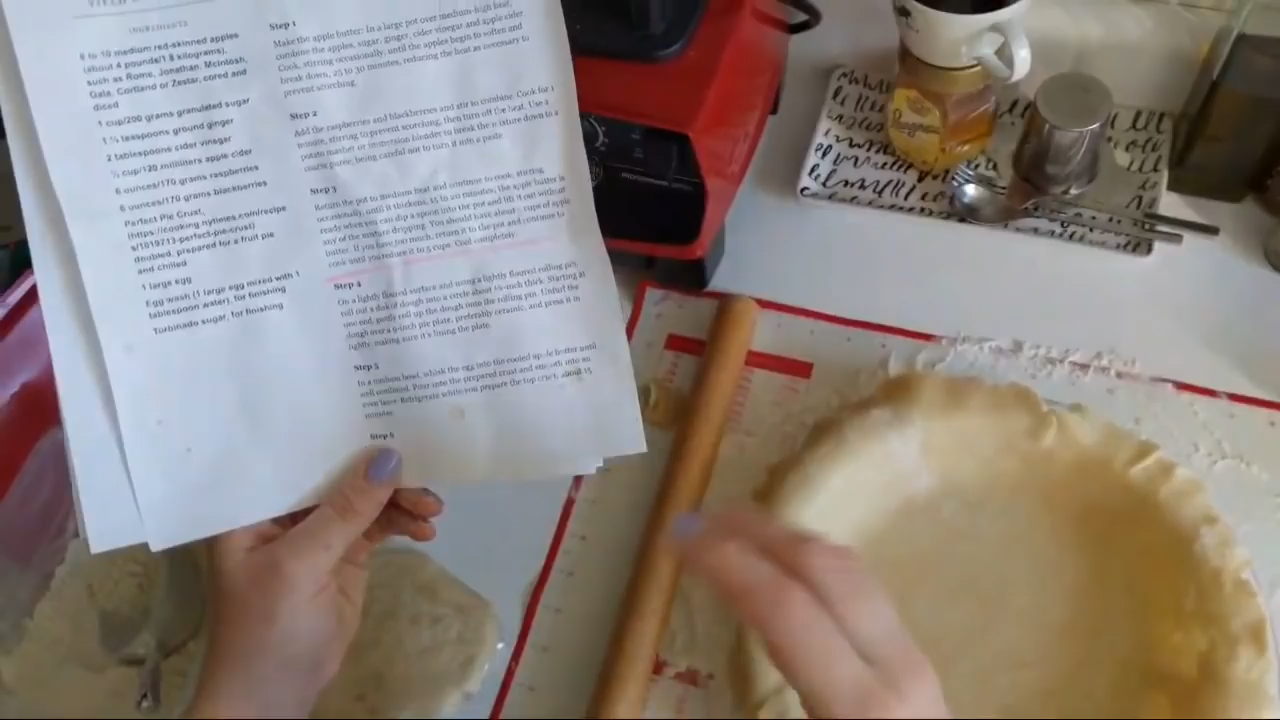 INGREDIENTS
8 to 10 medium red-skinned apples
(about 4 pounds/1.8 kilograms),
such as Rome, Jonathan, McIntosh,
Gala, Cortland or Zestar, cored and
diced
1 cup/200 grams granulated sugar
1 ½ teaspoons ground ginger
2 tablespoons cider vinegar
½ cup/120 milliliters apple cider
6 ounces/170 grams raspberries
6 ounces/170 grams blackberries
Perfect Pie Crust,
(https://cooking.nytimes.com/recipe
s/1019713-perfect-pie-crust)
doubled, prepared for a fruit pie
and chilled
1 large egg
Egg wash (1 large egg mixed with 1
tablespoon water), for finishing
Turbinado sugar, for finishing
Step 1
Make the apple butter: In a large pot over medium-high heat,
combine the apples, sugar, ginger, cider vinegar and apple cider.
Cook, stirring occasionally, until the apples begin to soften and
break down, 25 to 30 minutes, reducing the heat as necessary to
prevent scorching.
Step 2
Add the raspberries and blackberries and stir to combine. Cook for 1
minute, stirring to prevent scorching, then turn off the heat. Use a
potato masher or immersion blender to break the mixture down to a
coarse puree, being careful not to turn it into a paste.
Step 3
Return the pot to medium heat and continue to cook, stirring
occasionally, until it thickens, 15 to 20 minutes; the apple butter is
ready when you can dip a spoon into the pot and lift it out without
any of the mixture dripping. You should have about cups of apple
butter. If you have too much, return it to the pot and continue to
cook until you reduce it to 5 cups. Cool completely.
Step 4
On a lightly floured surface and using a lightly floured rolling pin,
roll out a disk of dough into a circle about ⅛-inch thick. Starting at
one end, gently roll up the dough onto the rolling pin. Unfurl the
dough over a 9-inch pie plate, preferably ceramic, and press it in
lightly, making sure it's lining the plate.
Step 5
In a medium bowl, whisk the egg into the cooled apple butter until
well combined. Pour into the prepared crust and smooth into an
even layer. Refrigerate while you prepare the top crust, about 15
minutes.
Step 6